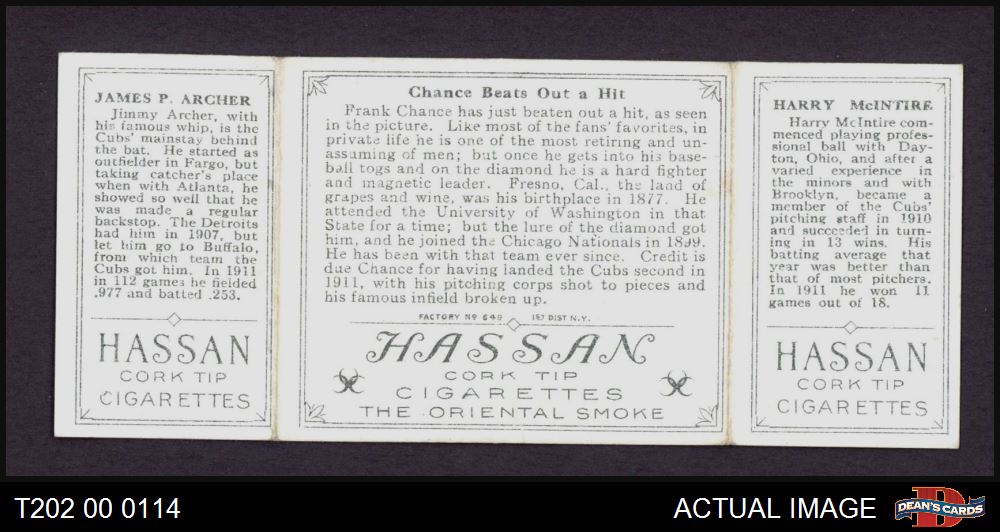 JAMES P. ARCHER
Jimmy Archer, with
his famous whip, is the
Cubs' mainstay behind
the bat. He started as
outfielder in Fargo, but
taking catcher's place
when with Atlanta, he
showed so well that he
was made a regular
backstop. The Detroits
had him in 1907, but
let him go to Buffalo,
from which team the
Cubs got him. In 1911
in 112 games he fielded
.977 and batted .253.
HASSAN
CORK TIP
CIGARETTES
Chance Beats Out a Hit
Frank Chance has just beaten out a hit, as seen
in the picture. Like most of the fans' favorites, in
private life he is one of the most retiring and un-
assuming of men; but once he gets into his base-
ball togs and on the diamond he is a hard fighter
and magnetic leader. Fresno, Cal., the land of
grapes and wine, was his birthplace in 1877. He
attended the University of Washington in that
State for a time; but the lure of the diamond got
him, and he joined the Chicago Nationals in 1899.
He has been with that team ever since. Credit is
due Chance for having landed the Cubs second in
1911, with his pitching corps shot to pieces and
his famous infield broken up.
FACTORY Nº 649 1ST DIST N.Y.
HASSAN
CORK TIP
CIGARETTES
THE ORIENTAL SMOKE
HARRY McINTIRE
Harry McIntire com-
menced playing profes-
sional ball with Day-
ton, Ohio, and after a
varied experience in
the minors and with
Brooklyn, became a
member of the Cubs'
pitching staff in 1910
and succeeded in turn-
ing in 13 wins. His
batting average that
year was better than
that of most pitchers.
In 1911 he won 11
games out of 18.
HASSAN
CORK TIP
CIGARETTES
T202 00 0114
ACTUAL IMAGE
D
DEAN'S CARDS